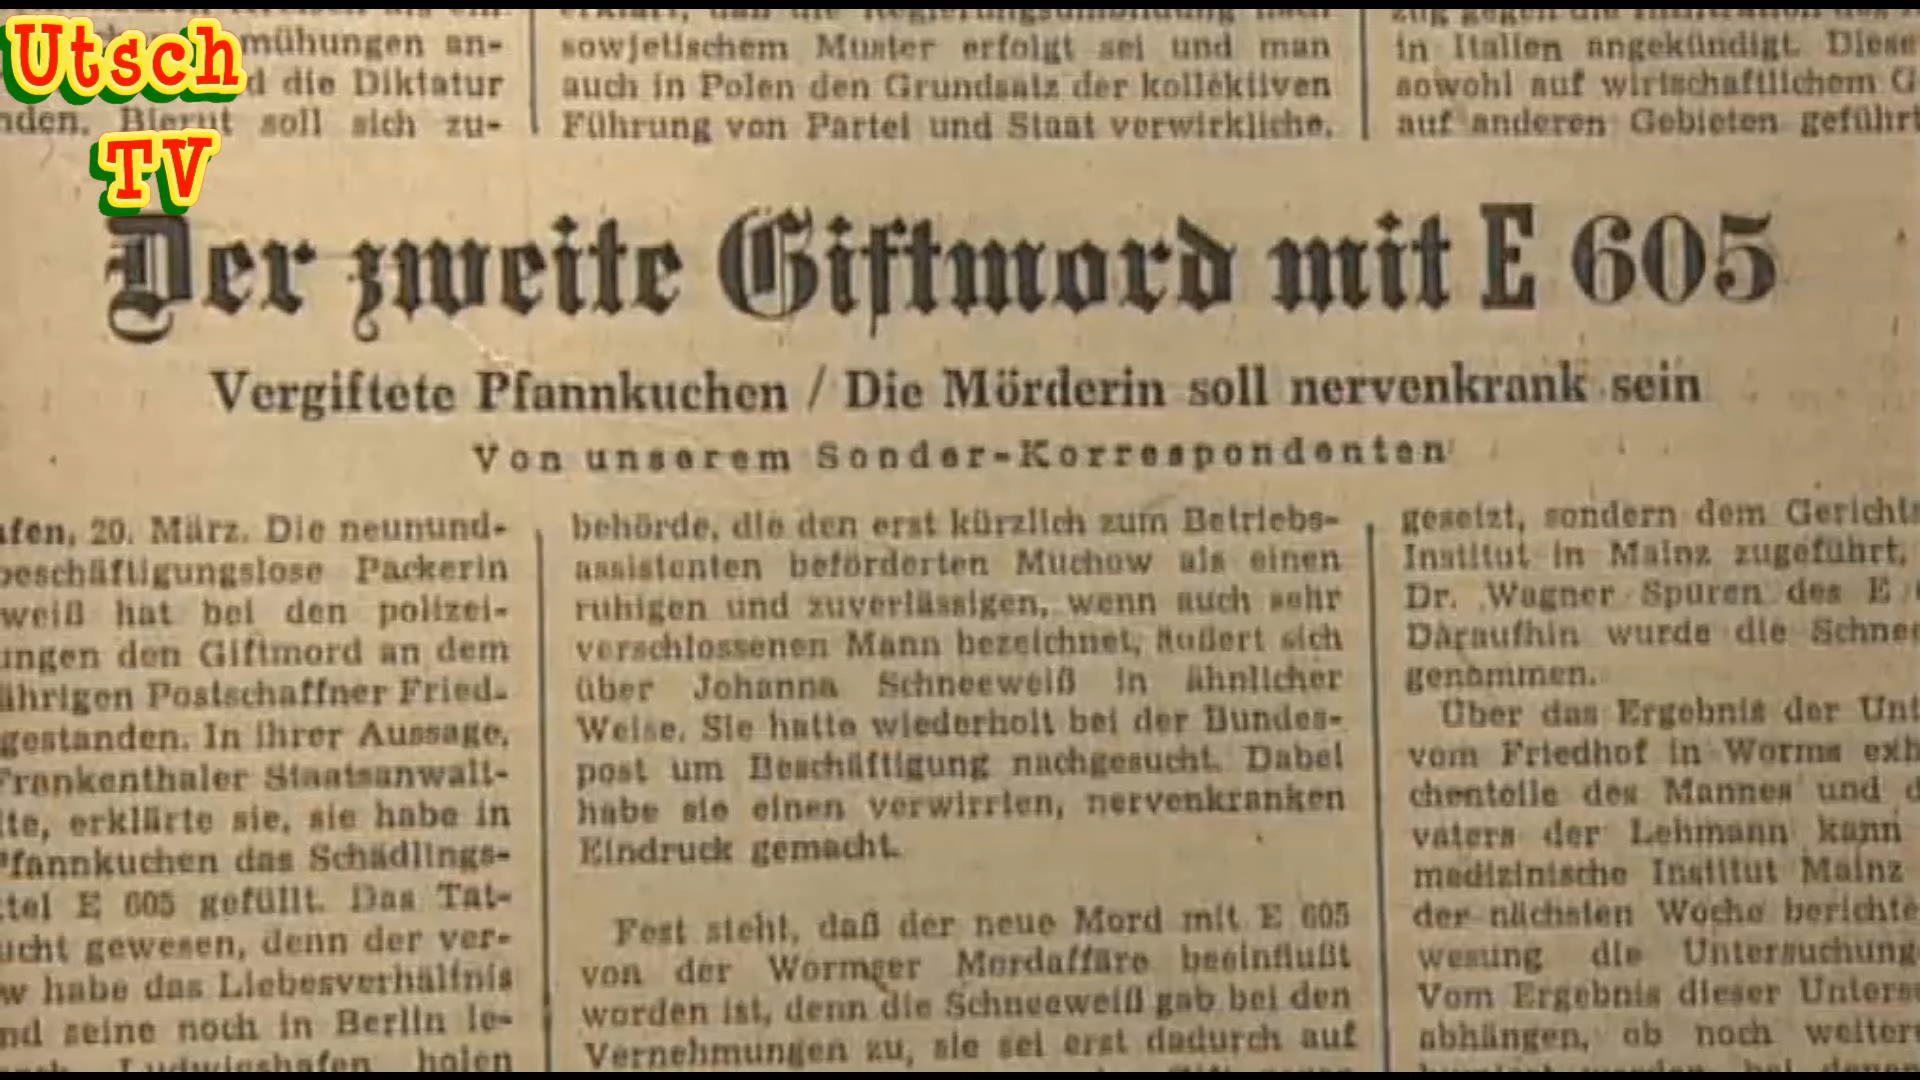 Utsch
TV
mühungen an-
d die Diktatur
nden. Bierut soll sich zu-
sowjetischem Muster erfolgt sei und man
auch in Polen den Grundsatz der kollektiven
Führung von Partei und Staat verwirkliche.
in Italien angekündigt. Diese
sowohl auf wirtschaftlichem G
auf anderen Gebieten geführt
Der zweite Giftmord mit E 605
Vergiftete Pfannkuchen / Die Mörderin soll nervenkrank sein
Von unserem Sonder-Korrespondenten
afen, 20. März. Die neunund-
beschäftigungslose Packerin
weiß hat bei den polizei-
ungen den Giftmord an dem
ährigen Postschaffner Fried-
gestanden. In ihrer Aussage,
Frankenthaler Staatsanwalt-
te, erklärte sie, sie habe in
Pfannkuchen das Schädlings-
tel E 605 gefüllt. Das Tat-
ucht gewesen, denn der ver-
w habe das Liebesverhältnis
nd seine noch in Berlin le-
Ludwigshafen holen
behörde, die den erst kürzlich zum Betriebs-
assistenten beförderten Muchow als einen
ruhigen und zuverlässigen, wenn auch sehr
verschlossenen Mann bezeichnet, äußert sich
über Johanna Schneeweiß in ähnlicher
Weise. Sie hatte wiederholt bei der Bundes-
post um Beschäftigung nachgesucht. Dabei
habe sie einen verwirrten, nervenkranken
Eindruck gemacht.
Fest steht, daß der neue Mord mit E 605
von der Wormser Mordaffäre beeinflußt
worden ist, denn die Schneeweiß gab bei den
Vernehmungen zu, sie sei erst dadurch auf
gesetzt, sondern dem Gerichts
Institut in Mainz zugeführt,
Dr. Wagner Spuren des E
Daraufhin wurde die Schnee
genommen.
Über das Ergebnis der Unt
vom Friedhof in Worms exh
chenteile des Mannes und d
vaters der Lehmann kann
medizinische Institut Mainz
der nächsten Woche berichte
wesung die Untersuchung
Vom Ergebnis dieser Unters
abhängen, ob noch weiter